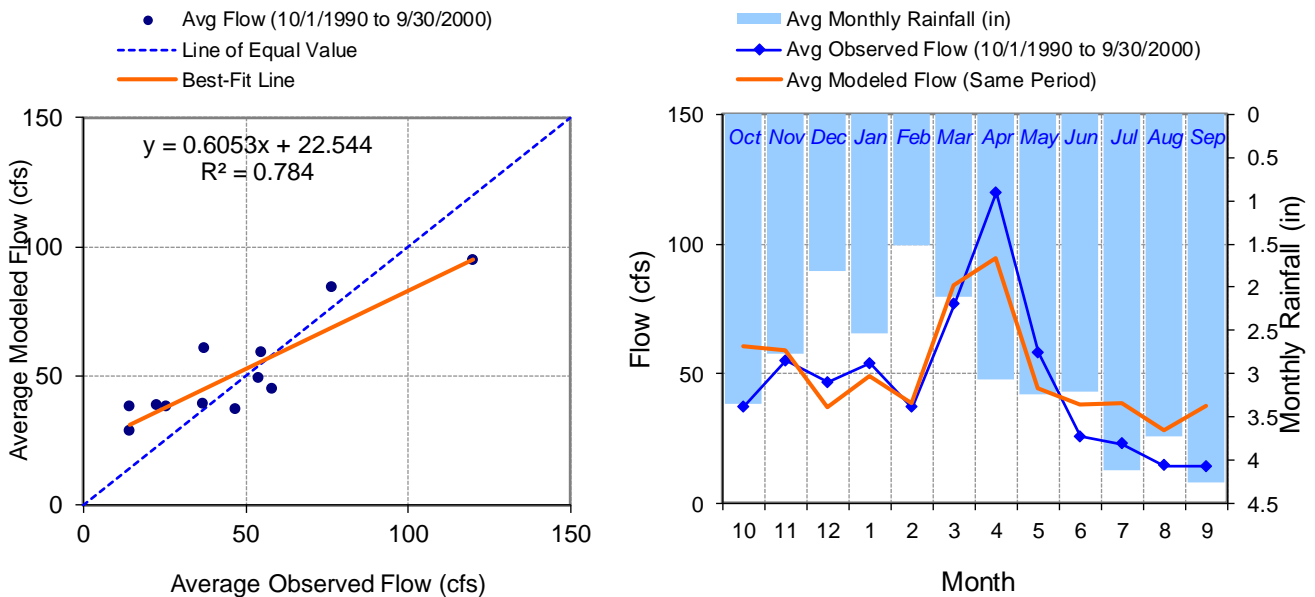 Avg Flow (10/1/1990 to 9/30/2000)
Line of Equal Value
Best-Fit Line
150
100
50
0
y = 0.6053x + 22.544
R² = 0.784
Average Modeled Flow (cfs)
0
50
100
150
Average Observed Flow (cfs)
Avg Monthly Rainfall (in)
Avg Observed Flow (10/1/1990 to 9/30/2000)
Avg Modeled Flow (Same Period)
150
100
50
0
Flow (cfs)
Oct Nov Dec Jan Feb Mar Apr May Jun Jul Aug Sep
0
0.5
1
1.5
2
2.5
3
3.5
4
4.5
Monthly Rainfall (in)
10 11 12 1 2 3 4 5 6 7 8 9
Month